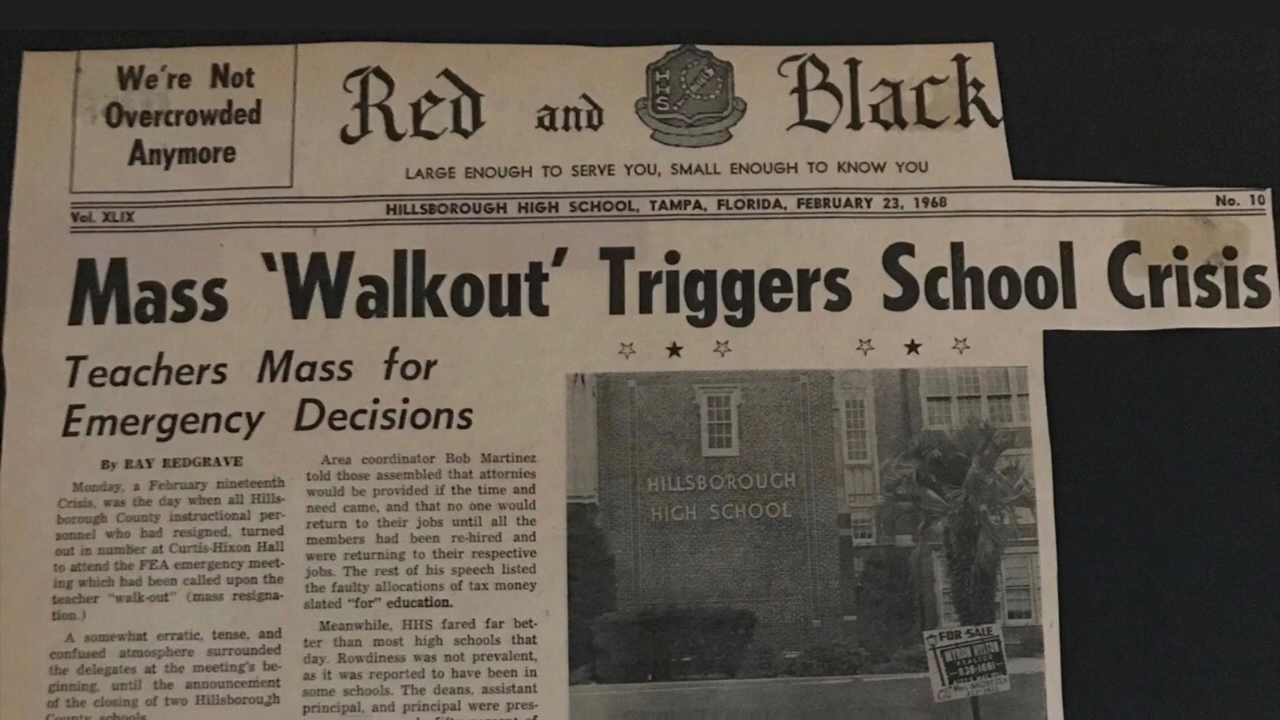 We're Not
Overcrowded
Anymore
Red and Black
HHS
LARGE ENOUGH TO SERVE YOU, SMALL ENOUGH TO KNOW YOU
Vol. XLIX
HILLSBOROUGH HIGH SCHOOL, TAMPA, FLORIDA, FEBRUARY 23, 1968
No. 10
Mass 'Walkout' Triggers School Crisis
Teachers Mass for
Emergency Decisions
By RAY REDGRAVE
Monday, a February nineteenth
Crisis, was the day when all Hills-
borough County instructional per-
sonnel who had resigned, turned
out in number at Curtis-Hixon Hall
to attend the FEA emergency meet-
ing which had been called upon the
teacher "walk-out" (mass resigna-
tion.)
A somewhat erratic, tense, and
confused atmosphere surrounded
the delegates at the meeting's be-
ginning, until the announcement
of the closing of two Hillsborough
County schools.
Area coordinator Bob Martinez
told those assembled that attornies
would be provided if the time and
need came, and that no one would
return to their jobs until all the
members had been re-hired and
were returning to their respective
jobs. The rest of his speech listed
the faulty allocations of tax money
slated "for" education.
Meanwhile, HHS fared far bet-
ter than most high schools that
day. Rowdiness was not prevalent,
as it was reported to have been in
some schools. The deans, assistant
principal, and principal were pres-
HILLSBOROUGH
HIGH SCHOOL
FOR SALE